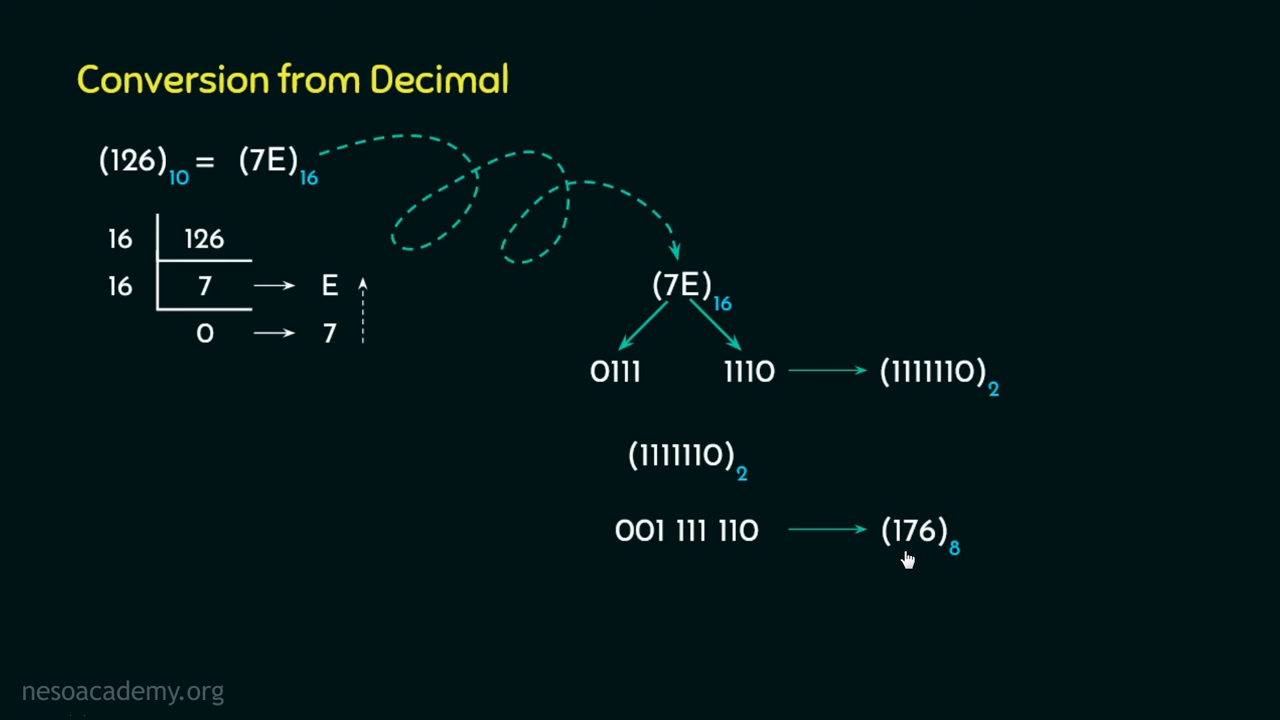 Conversion from Decimal
(126)10 = (7E)16
16 126
16 7 → E
0 → 7
(7E)16
0111 1110 → (1111110)2
(1111110)2
001 111 110 → (176)8
nesoacademy.org